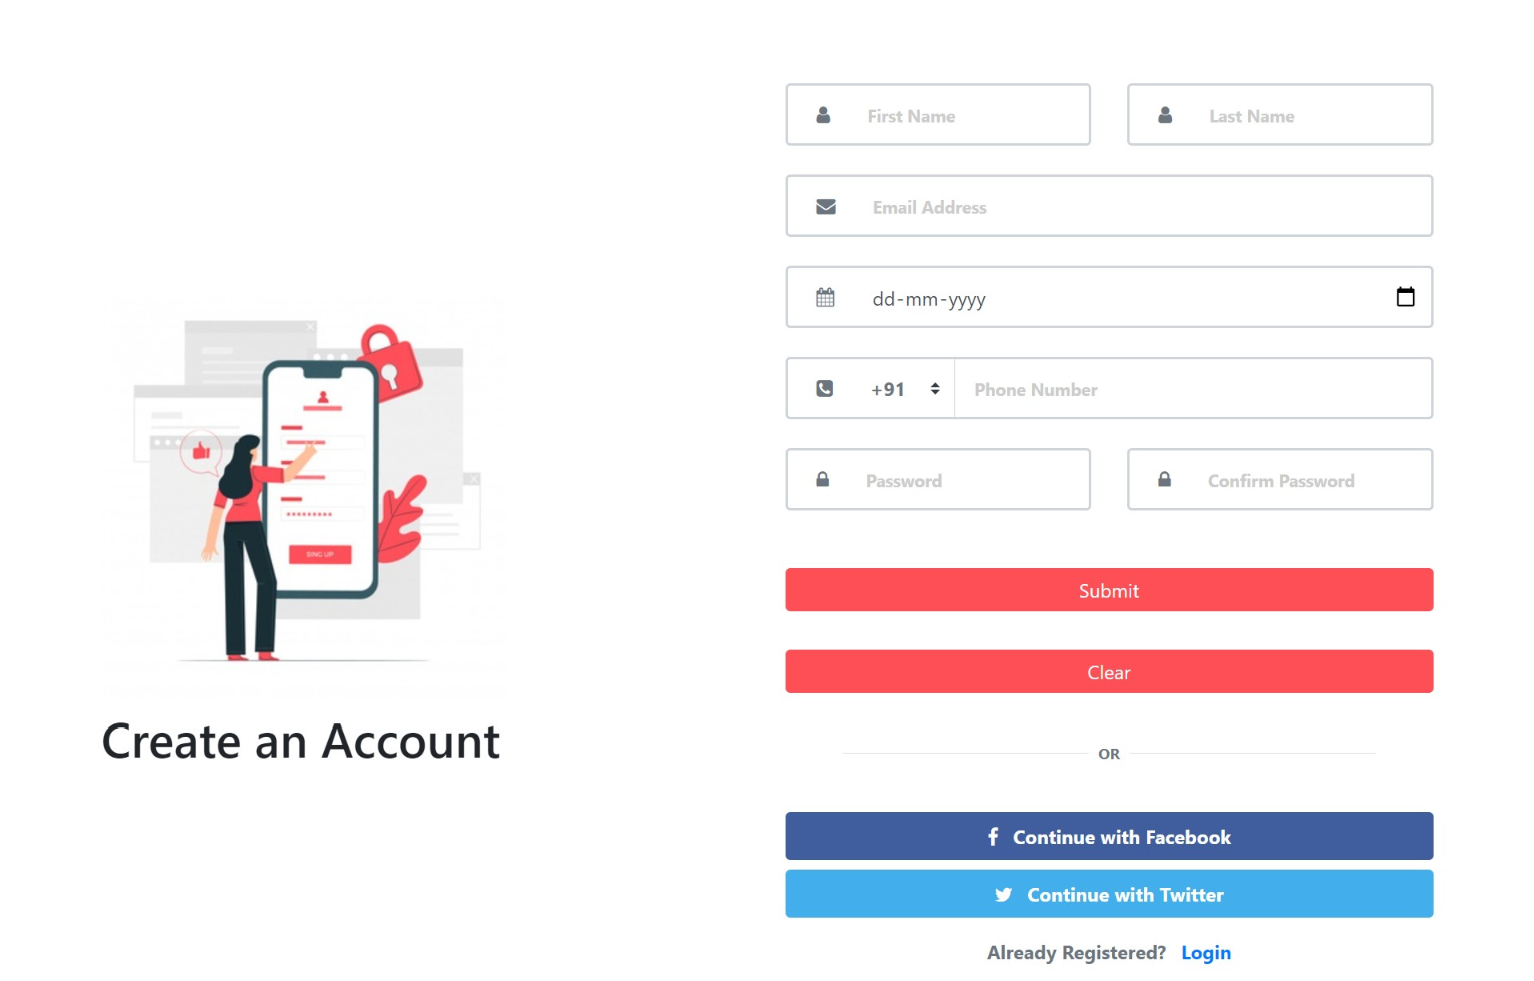 First Name
Last Name
Email Address
dd-mm-yyyy
+91
Phone Number
Password
Confirm Password
SING UP
Create an Account
Submit
Clear
OR
Continue with Facebook
Continue with Twitter
Already Registered? Login